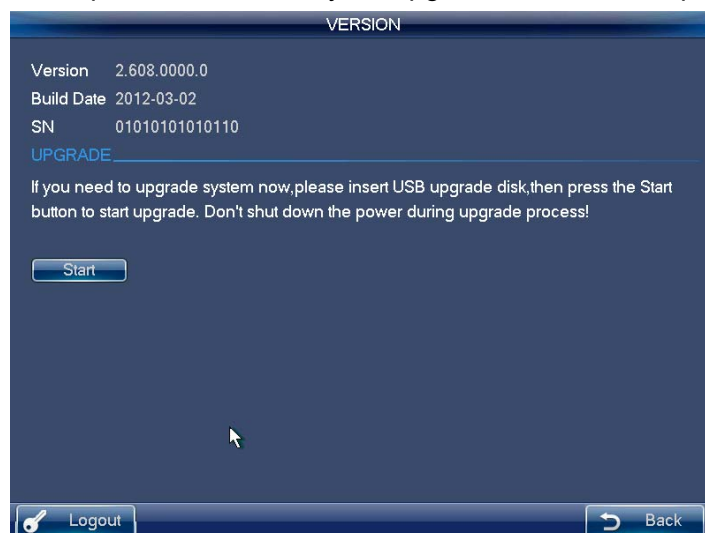 VERSION
Version 2.608.0000.0
Build Date 2012-03-02
SN 01010101010110
UPGRADE
If you need to upgrade system now,please insert USB upgrade disk,then press the Start
button to start upgrade. Don't shut down the power during upgrade process!
Start
Logout
Back